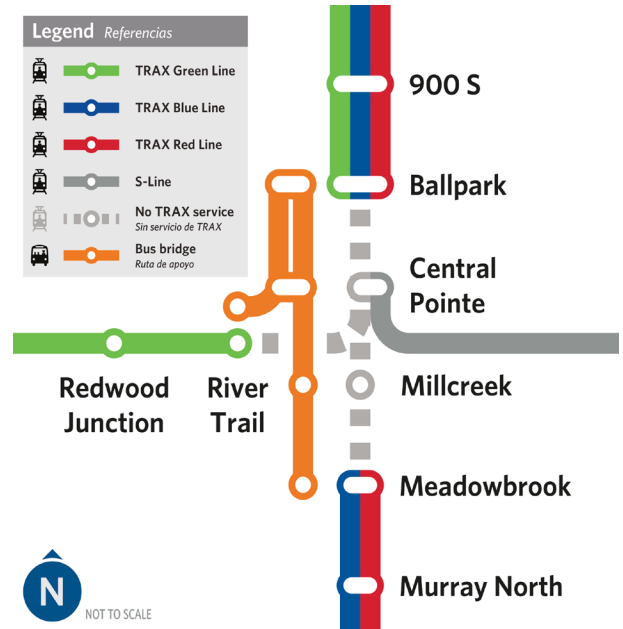 Legend Referencias
TRAX Green Line
TRAX Blue Line
TRAX Red Line
S-Line
No TRAX service
Sin servicio de TRAX
Bus bridge
Ruta de apoyo
900 S
Ballpark
Central
Pointe
Redwood
Junction
River
Trail
Millcreek
Meadowbrook
Murray North
N
NOT TO SCALE